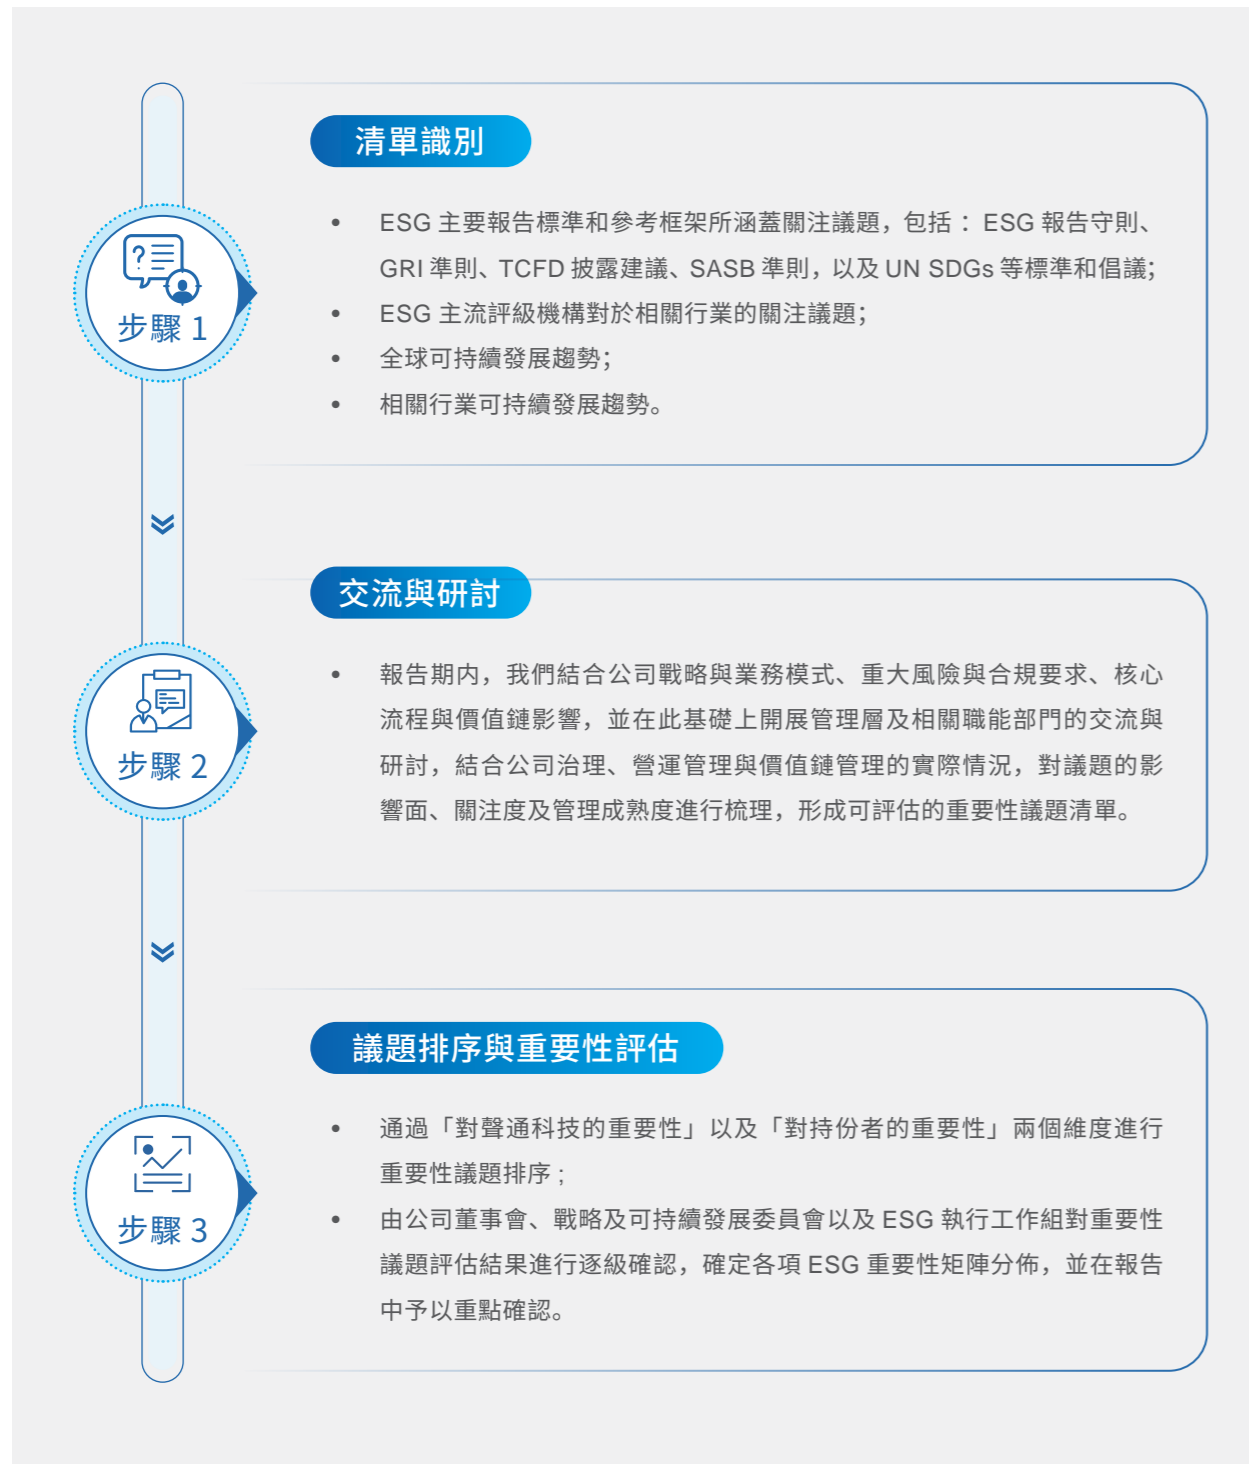 清單識別
• ESG 主要報告標準和參考框架所涵蓋關注議題，包括：ESG 報告守則、
GRI 準則、TCFD 披露建議、SASB 準則，以及 UN SDGs 等標準和倡議；
• ESG 主流評級機構對於相關行業的關注議題；
步驟 1
• 全球可持續發展趨勢；
• 相關行業可持續發展趨勢。
交流與研討
• 報告期内，我們結合公司戰略與業務模式、重大風險與合規要求、核心
流程與價值鏈影響，並在此基礎上開展管理層及相關職能部門的交流與
步驟 2
研討，結合公司治理、營運管理與價值鏈管理的實際情況，對議題的影
響面、關注度及管理成熟度進行梳理，形成可評估的重要性議題清單。
議題排序與重要性評估
• 通過「對聲通科技的重要性」以及「對持份者的重要性」兩個維度進行
重要性議題排序；
步驟 3
• 由公司董事會、戰略及可持續發展委員會以及 ESG 執行工作組對重要性
議題評估結果進行逐級確認，確定各項 ESG 重要性矩陣分佈，並在報告
中予以重點確認。